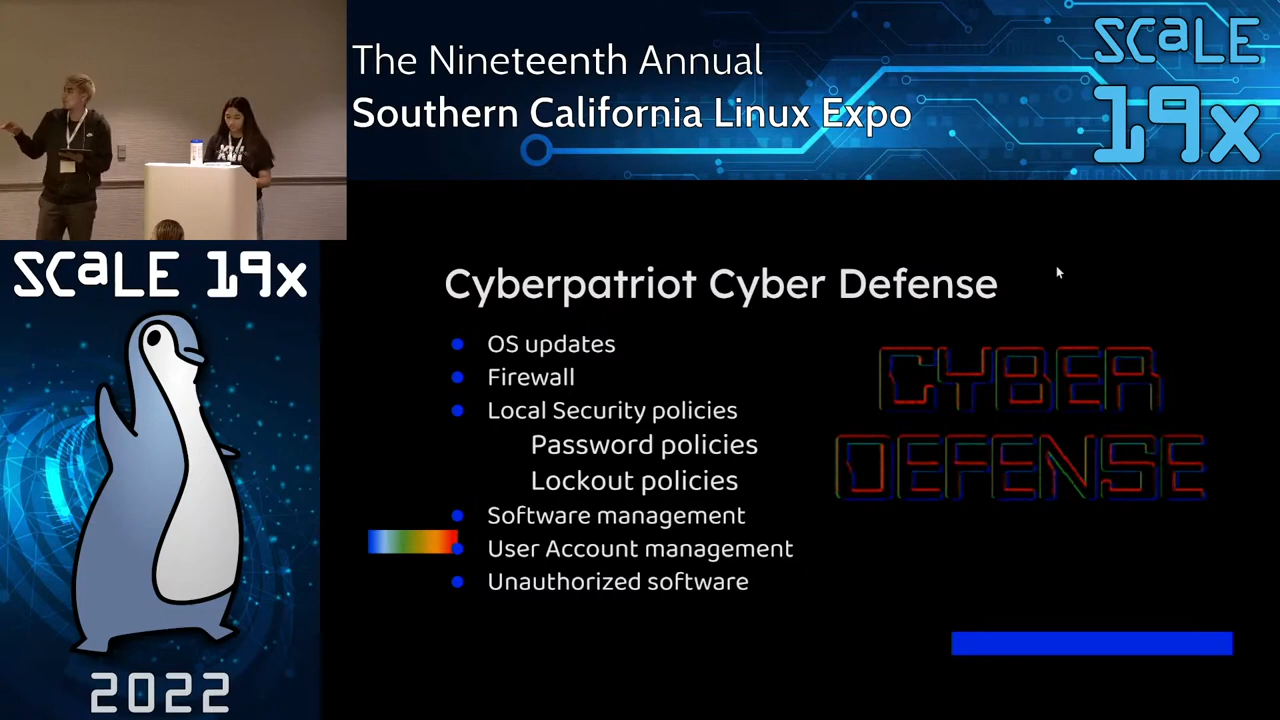 The Nineteenth Annual
Southern California Linux Expo
SCaLE
19x
SCaLE 19x
Cyberpatriot Cyber Defense
OS updates
Firewall
Local Security policies
Password policies
Lockout policies
Software management
User Account management
Unauthorized software
CYBER
DEFENSE
2022